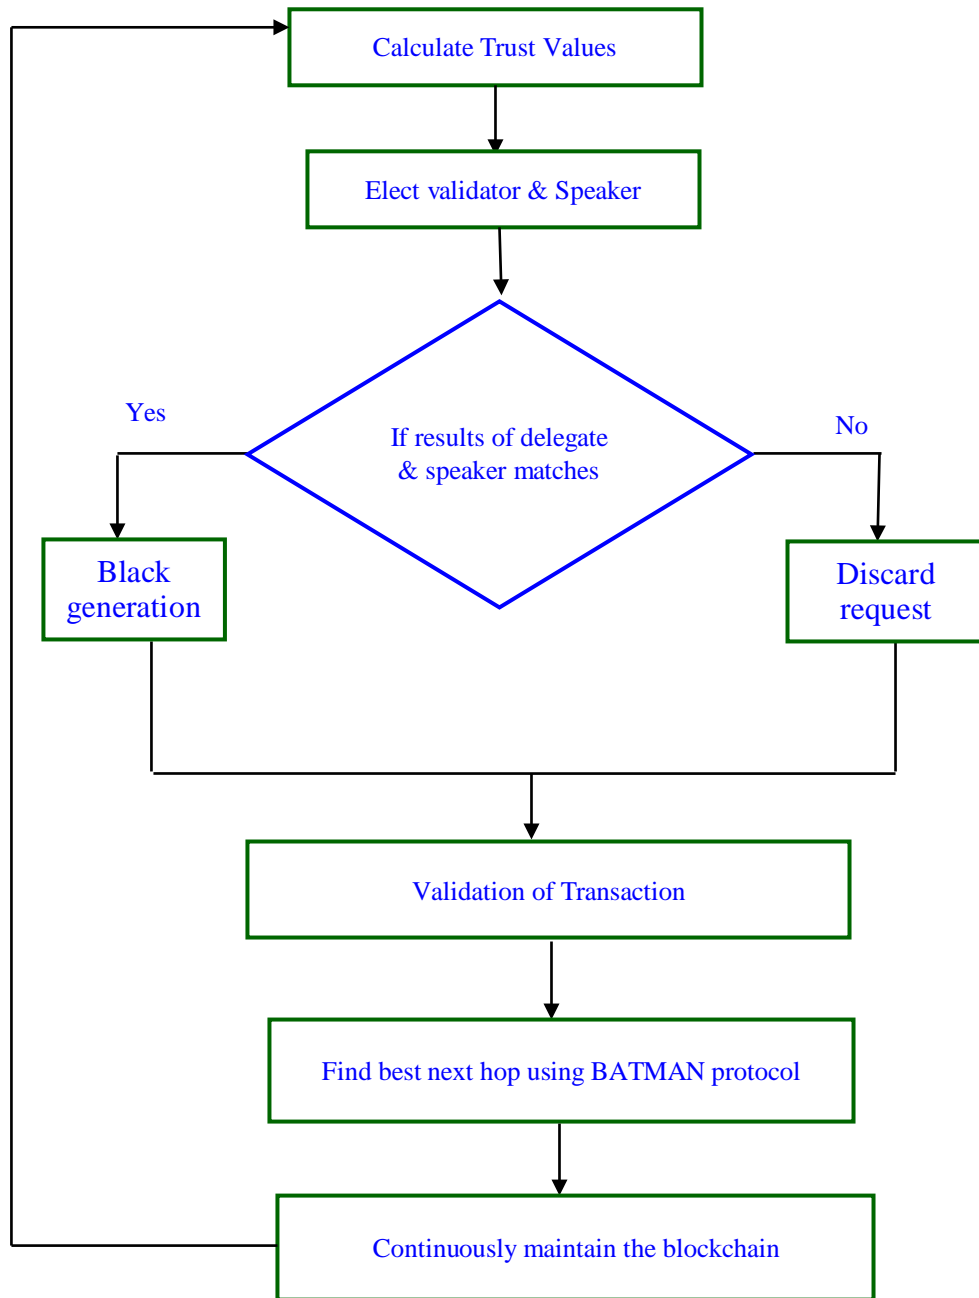 Calculate Trust Values
Elect validator & Speaker
Yes
No
If results of delegate
& speaker matches
Black
generation
Discard
request
Validation of Transaction
Find best next hop using BATMAN protocol
Continuously maintain the blockchain